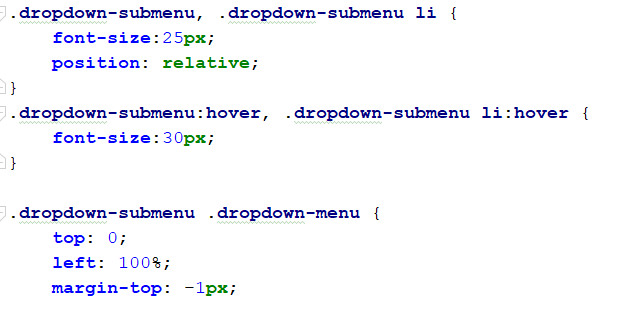 .dropdown-submenu, .dropdown-submenu li {
    font-size:25px;
    position: relative;
}
.dropdown-submenu:hover, .dropdown-submenu li:hover {
    font-size:30px;
}
.dropdown-submenu .dropdown-menu {
    top: 0;
    left: 100%;
    margin-top: -1px;